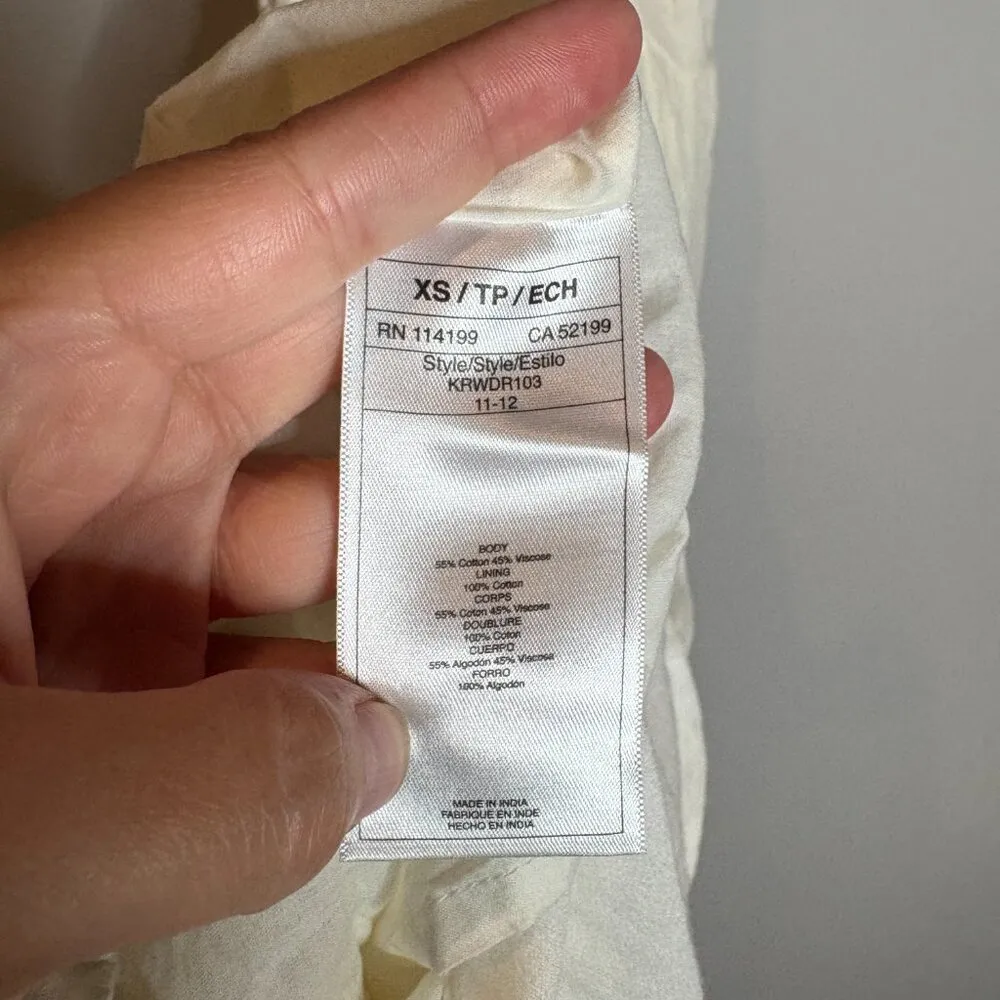 XS / TP / ECH
RN 114199 CA 52199
Style/Style/Estilo
KRWDR103
11-12
BODY
55% Cotton 45% Viscose
LINING
100% Cotton
CORPS
55% Coton 45% Viscose
DOUBLURE
100% Coton
CUERPO
55% Algodón 45% Viscose
FORRO
100% Algodón
MADE IN INDIA
FABRIQUE EN INDE
HECHO EN INDIA